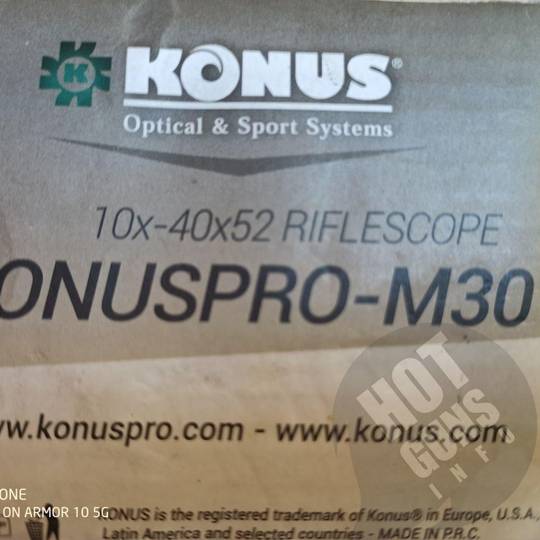 K
KONUS®
Optical & Sport Systems
10x-40x52 RIFLESCOPE
ONUSPRO-M30
w.konuspro.com - www.konus.com
HOT
GUNS
INFO
ONE
ON ARMOR 10 5G
KONUS is the registered trademark of Konus® in Europe, U.S.A.,
Latin America and selected countries - MADE IN P.R.C.